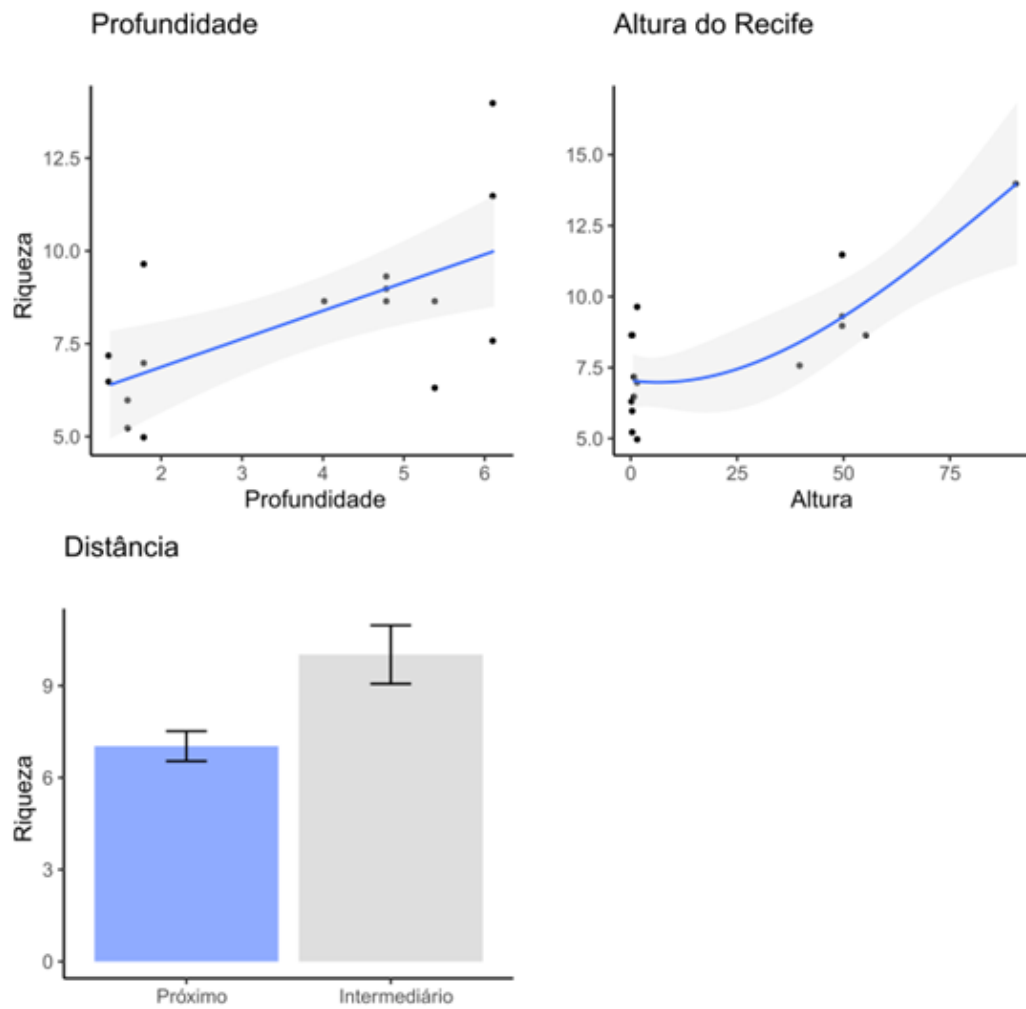 Profundidade
Riqueza
12.5
10.0
7.5
5.0
2 3 4 5 6
Profundidade
Altura do Recife
15.0
12.5
10.0
7.5
5.0
0 25 50 75
Altura
Distância
Riqueza
9
6
3
0
Próximo Intermediário